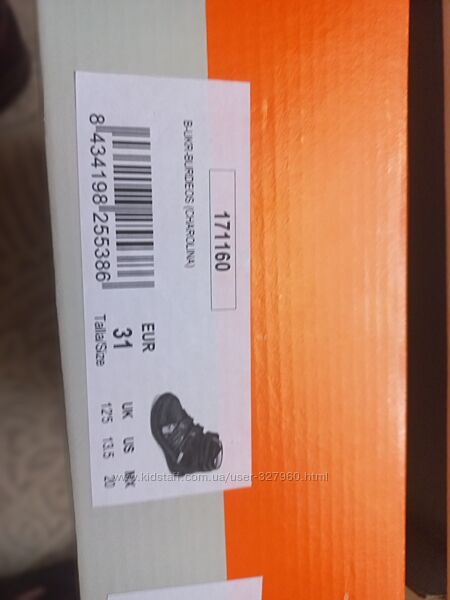 171160
B-UKR-BURDEOS (CHAROLINA)
8 434198 255386
EUR UK US MX
31 12'5 13.5 20
Talla/Size
www.kidstaff.com.ua/user-327960.html